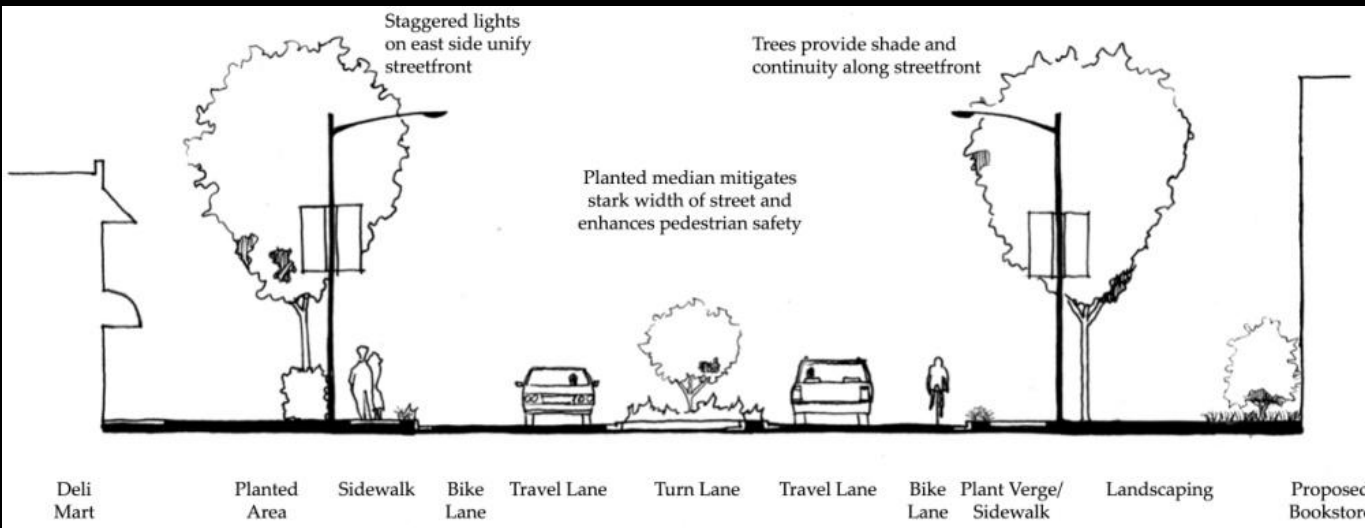 Staggered lights
on east side unify
streetfront
Trees provide shade and
continuity along streetfront
Planted median mitigates
stark width of street and
enhances pedestrian safety
Deli
Mart
Planted
Area
Sidewalk
Bike
Lane
Travel Lane
Turn Lane
Travel Lane
Bike
Lane
Plant Verge/
Sidewalk
Landscaping
Proposed
Bookstore